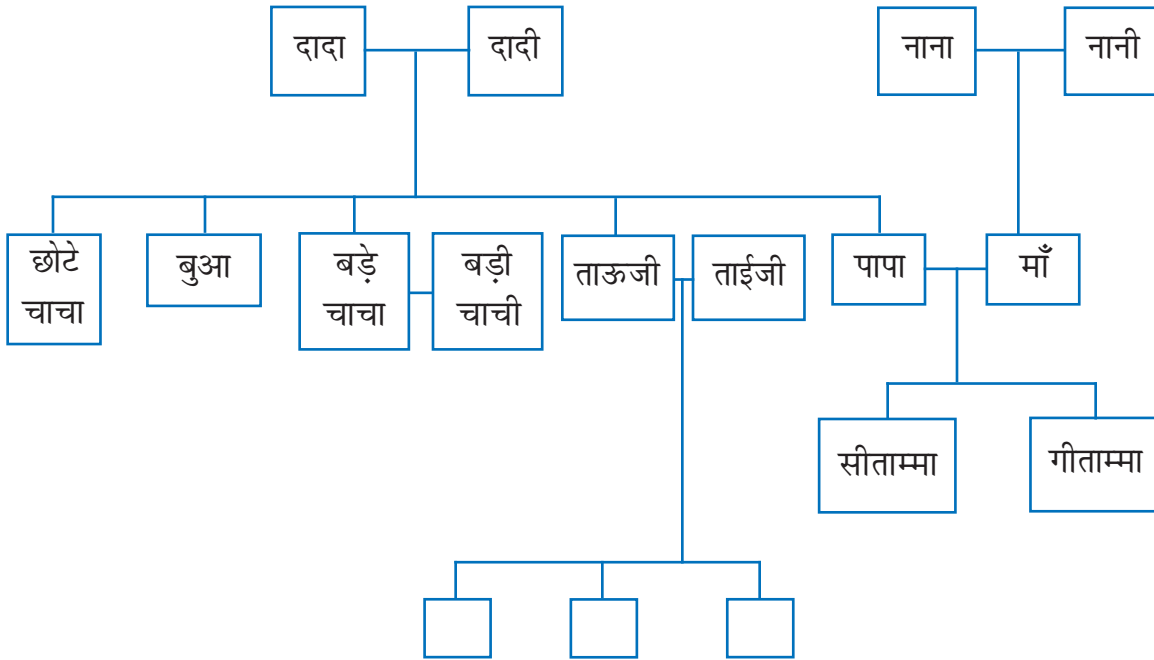 दादा
दादी
नाना
नानी
छोटे
चाचा
बुआ
बड़े
चाचा
बड़ी
चाची
ताऊजी
ताईजी
पापा
माँ
सीताम्मा
गीताम्मा